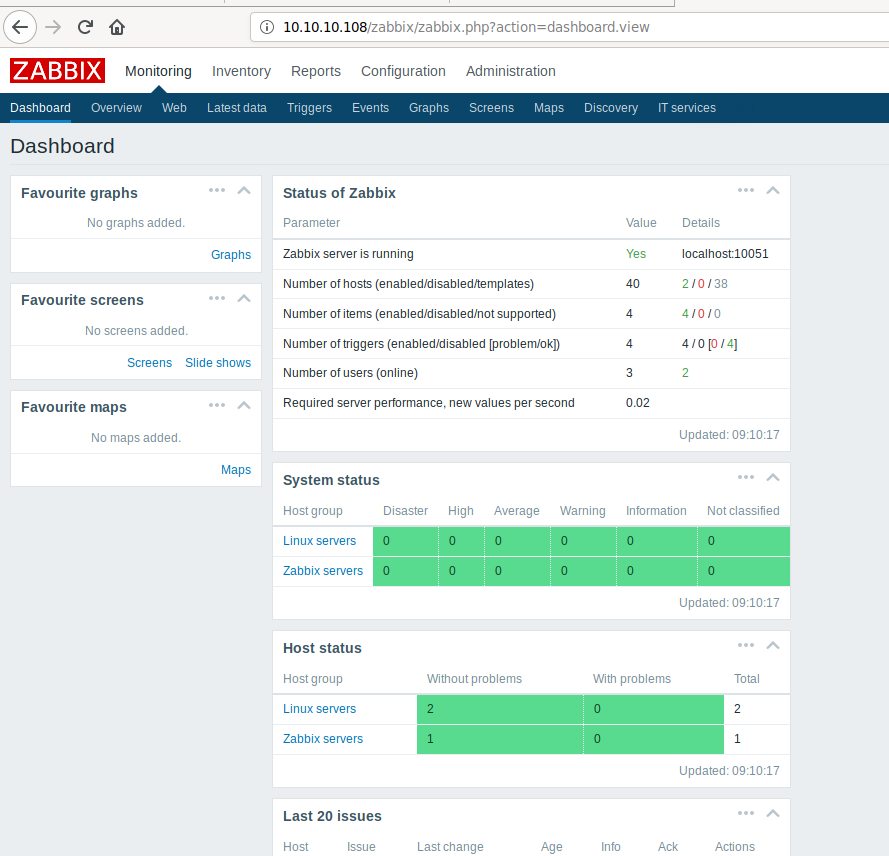 10.10.10.108/zabbix/zabbix.php?action=dashboard.view
ZABBIX Monitoring Inventory Reports Configuration Administration
Dashboard Overview Web Latest data Triggers Events Graphs Screens Maps Discovery IT services
Dashboard
Favourite graphs
No graphs added.
Graphs
Favourite screens
No screens added.
Screens Slide shows
Favourite maps
No maps added.
Maps
Status of Zabbix
Parameter Value Details
Zabbix server is running Yes localhost:10051
Number of hosts (enabled/disabled/templates) 40 2 / 0 / 38
Number of items (enabled/disabled/not supported) 4 4 / 0 / 0
Number of triggers (enabled/disabled [problem/ok]) 4 4 / 0 [0 / 4]
Number of users (online) 3 2
Required server performance, new values per second 0.02
Updated: 09:10:17
System status
Host group Disaster High Average Warning Information Not classified
Linux servers 0 0 0 0 0 0
Zabbix servers 0 0 0 0 0 0
Updated: 09:10:17
Host status
Host group Without problems With problems Total
Linux servers 2 0 2
Zabbix servers 1 0 1
Updated: 09:10:17
Last 20 issues
Host Issue Last change Age Info Ack Actions